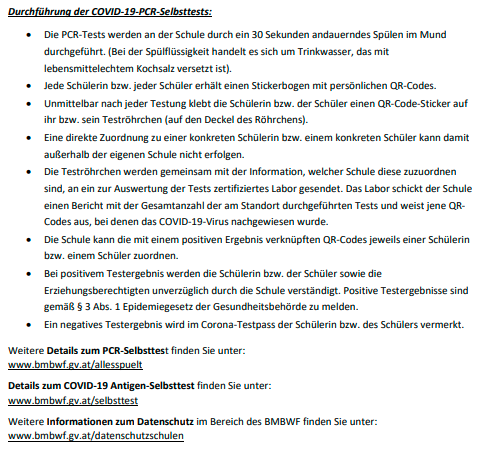 Durchführung der COVID-19-PCR-Selbsttests:
• Die PCR-Tests werden an der Schule durch ein 30 Sekunden andauerndes Spülen im Mund
durchgeführt. (Bei der Spülflüssigkeit handelt es sich um Trinkwasser, das mit
lebensmittelechtem Kochsalz versetzt ist).
• Jede Schülerin bzw. jeder Schüler erhält einen Stickerbogen mit persönlichen QR-Codes.
• Unmittelbar nach jeder Testung klebt die Schülerin bzw. der Schüler einen QR-Code-Sticker auf
ihr bzw. sein Teströhrchen (auf den Deckel des Röhrchens).
• Eine direkte Zuordnung zu einer konkreten Schülerin bzw. einem konkreten Schüler kann damit
außerhalb der eigenen Schule nicht erfolgen.
• Die Teströhrchen werden gemeinsam mit der Information, welcher Schule diese zuzuordnen
sind, an ein zur Auswertung der Tests zertifiziertes Labor gesendet. Das Labor schickt der Schule
einen Bericht mit der Gesamtanzahl der am Standort durchgeführten Tests und weist jene QR-
Codes aus, bei denen das COVID-19-Virus nachgewiesen wurde.
• Die Schule kann die mit einem positiven Ergebnis verknüpften QR-Codes jeweils einer Schülerin
bzw. einem Schüler zuordnen.
• Bei positivem Testergebnis werden die Schülerin bzw. der Schüler sowie die
Erziehungsberechtigten unverzüglich durch die Schule verständigt. Positive Testergebnisse sind
gemäß § 3 Abs. 1 Epidemiegesetz der Gesundheitsbehörde zu melden.
• Ein negatives Testergebnis wird im Corona-Testpass der Schülerin bzw. des Schülers vermerkt.
Weitere Details zum PCR-Selbsttest finden Sie unter:
www.bmbwf.gv.at/allesspuelt
Details zum COVID-19 Antigen-Selbsttest finden Sie unter:
www.bmbwf.gv.at/selbsttest
Weitere Informationen zum Datenschutz im Bereich des BMBWF finden Sie unter:
www.bmbwf.gv.at/datenschutzschulen